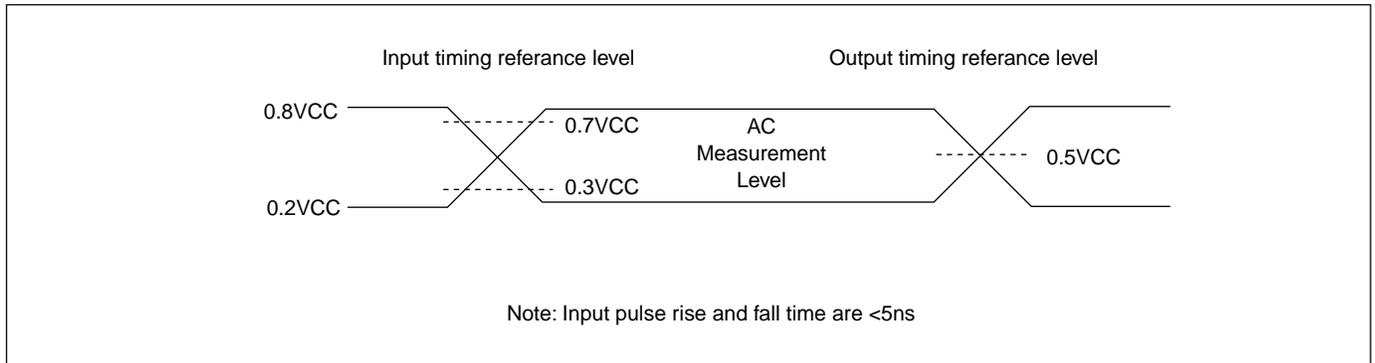 Input timing referance level
Output timing referance level
0.8VCC
0.7VCC
AC
Measurement
Level
0.5VCC
0.3VCC
0.2VCC
Note: Input pulse rise and fall time are <5ns